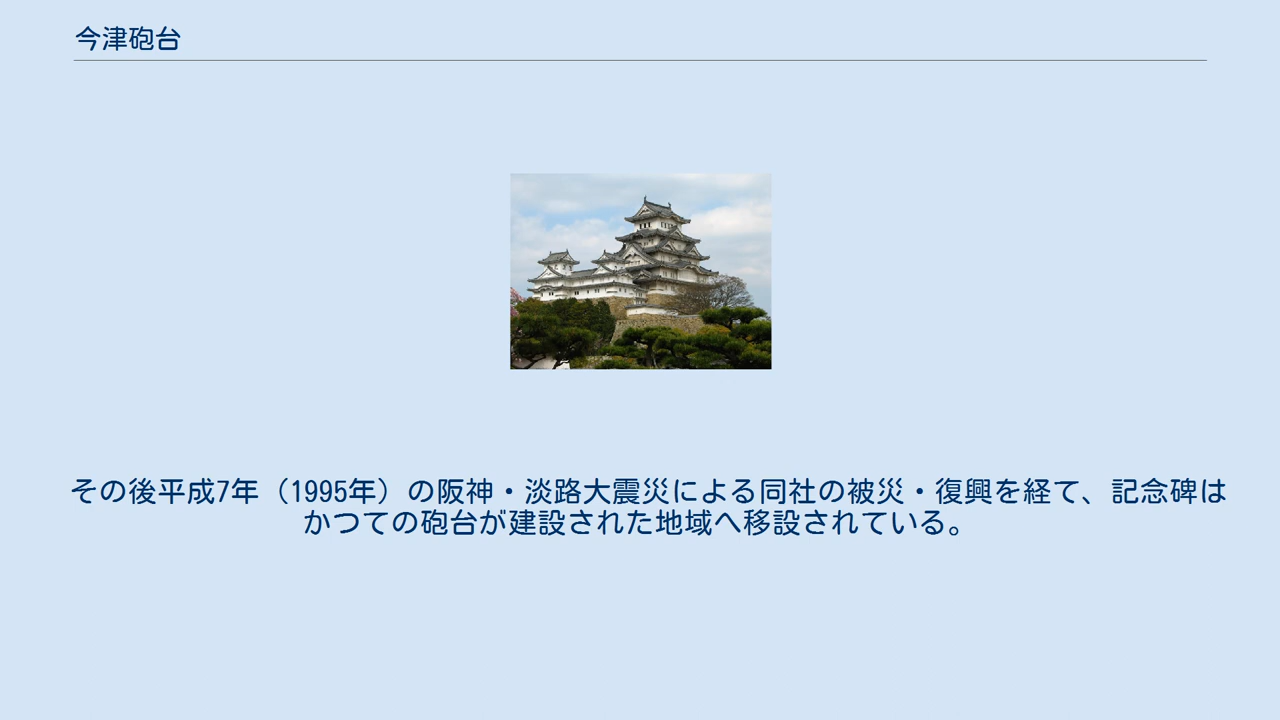 今津砲台
その後平成7年（1995年）の阪神・淡路大震災による同社の被災・復興を経て、記念碑は
かつての砲台が建設された地域へ移設されている。